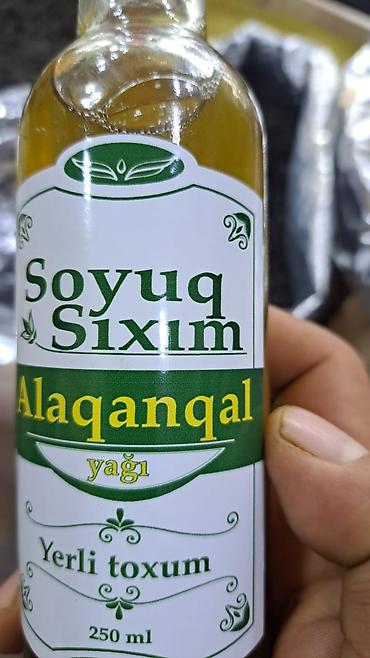 Soyuq
Sıxım
Alaqanqal
yağı
Yerli toxum
250 ml